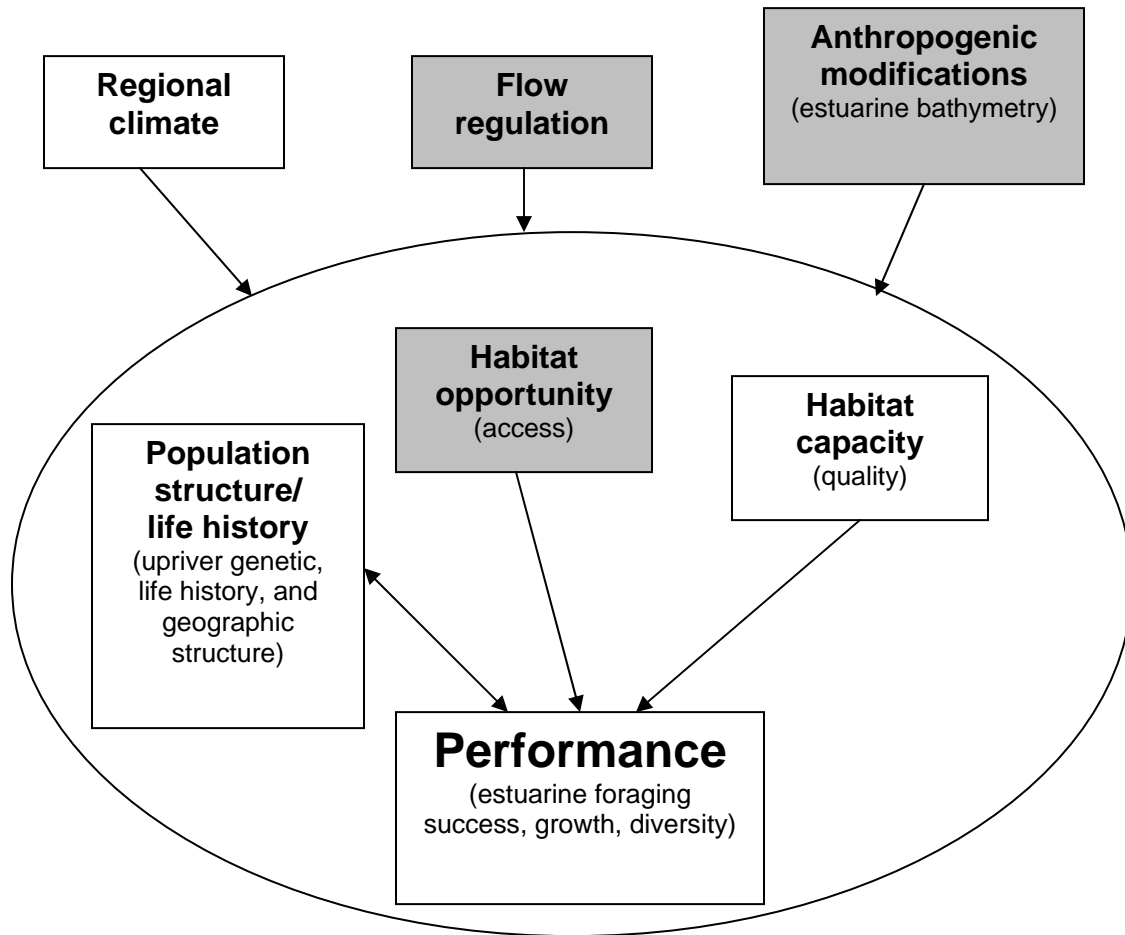 Regional
climate
Flow
regulation
Anthropogenic
modifications
(estuarine bathymetry)
Habitat
opportunity
(access)
Habitat
capacity
(quality)
Population
structure/
life history
(upriver genetic,
life history, and
geographic
structure)
Performance
(estuarine foraging
success, growth, diversity)